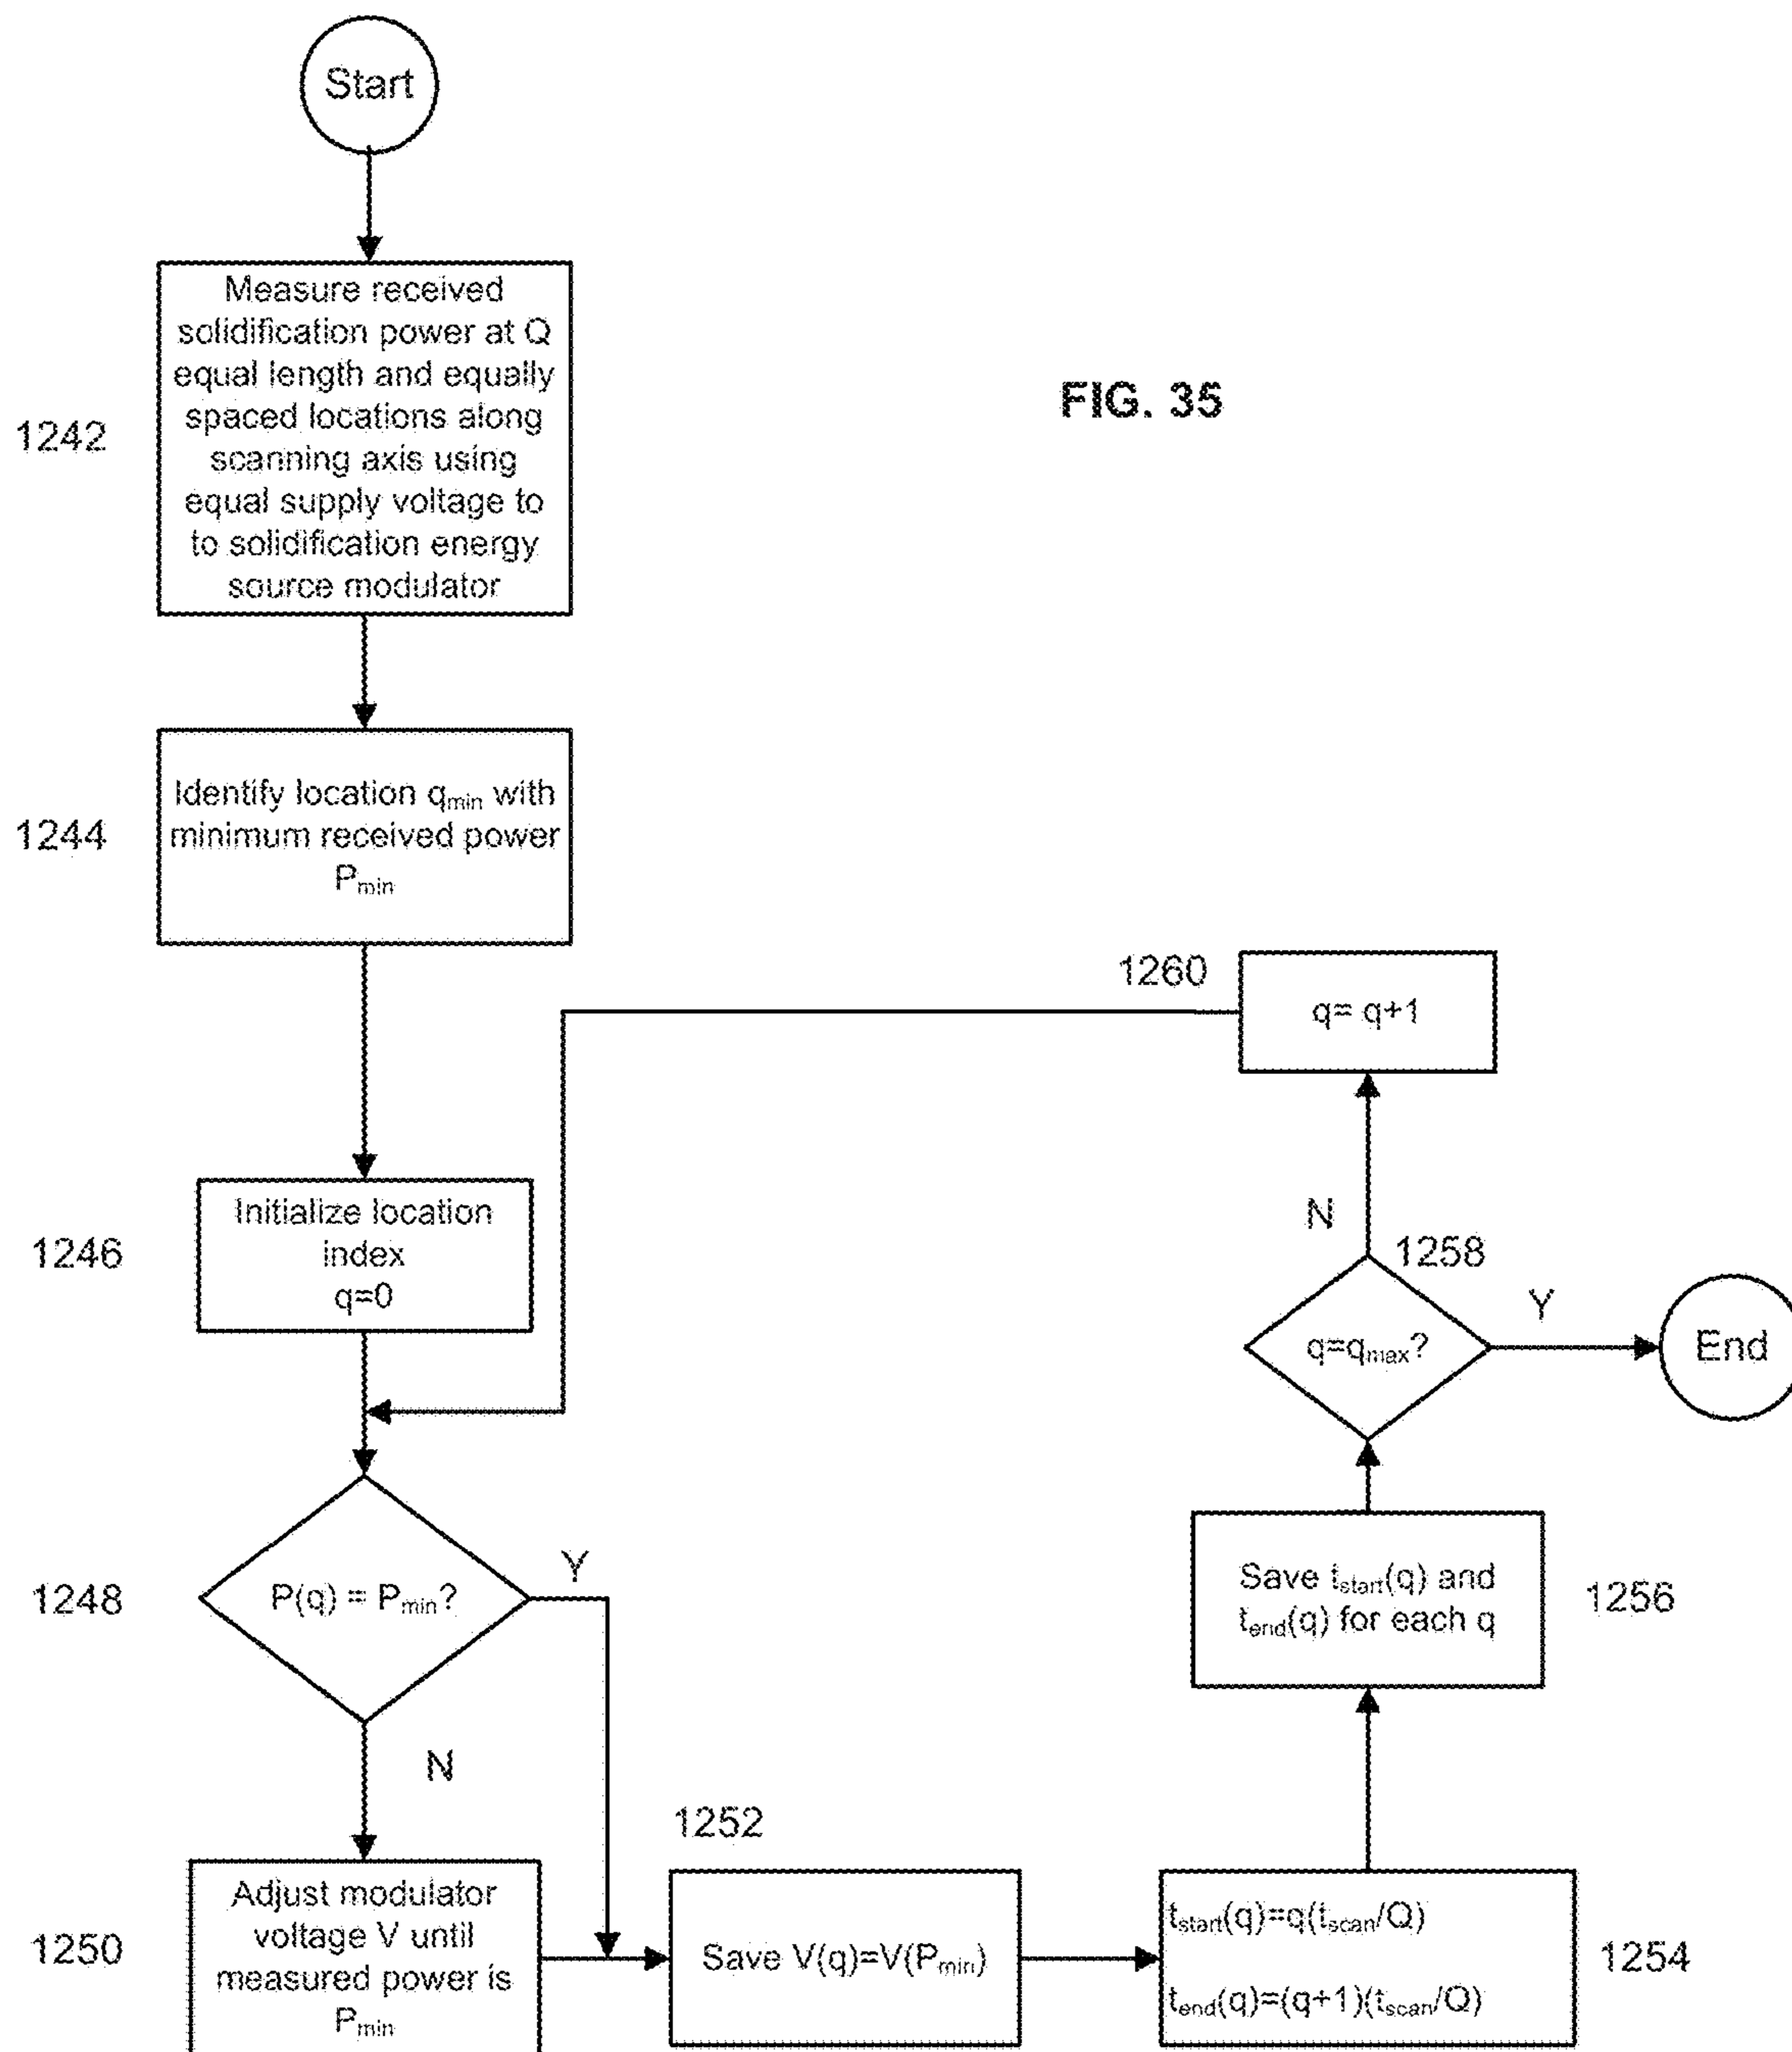 Start
Measure received
solidification power at Q
equal length and equally
spaced locations along
scanning axis using
equal supply voltage to
to solidification energy
source modulator
1242
FIG. 35
Identify location qmin with
minimum received power
Pmin
1244
1260
q= q+1
Initialize location
index
q=0
1246
N
1258
q=qmax?
Y
End
P(q) = Pmin?
Y
1248
N
Save tstart(q) and
tend(q) for each q
1256
1252
Adjust modulator
voltage V until
measured power is
Pmin
1250
Save V(q)=V(Pmin)
tstart(q)=q(tscan/Q)
tend(q)=(q+1)(tscan/Q)
1254